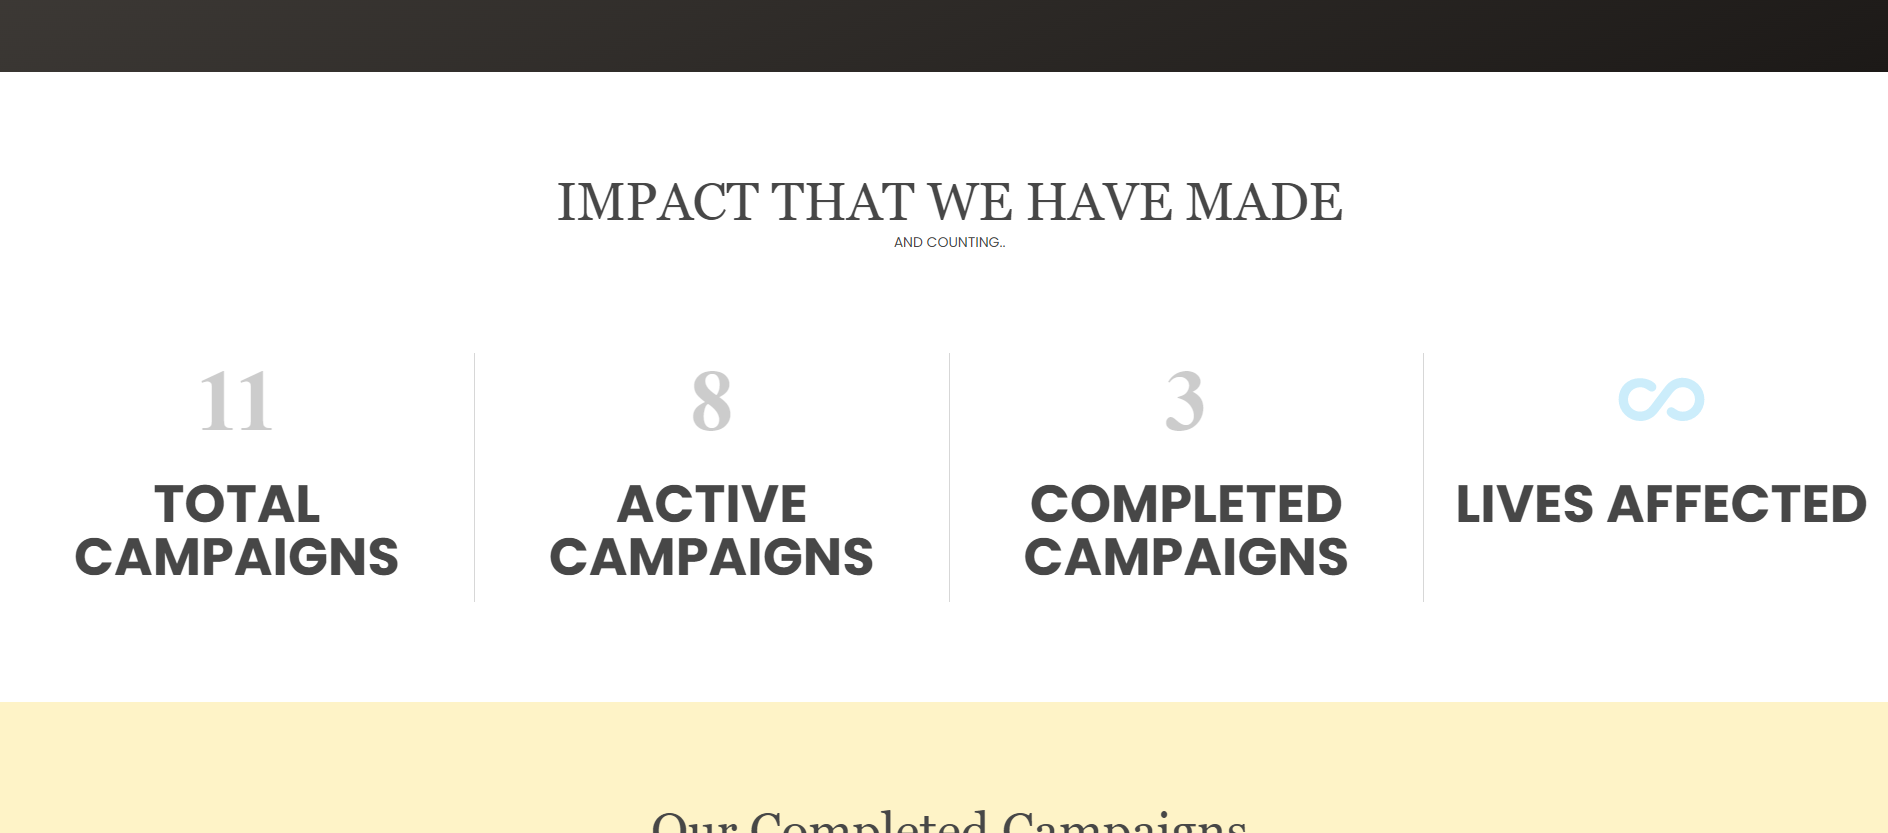 IMPACT THAT WE HAVE MADE
AND COUNTING..
11
8
3
TOTAL
CAMPAIGNS
ACTIVE
CAMPAIGNS
COMPLETED
CAMPAIGNS
LIVES AFFECTED
Our Completed Campaigns